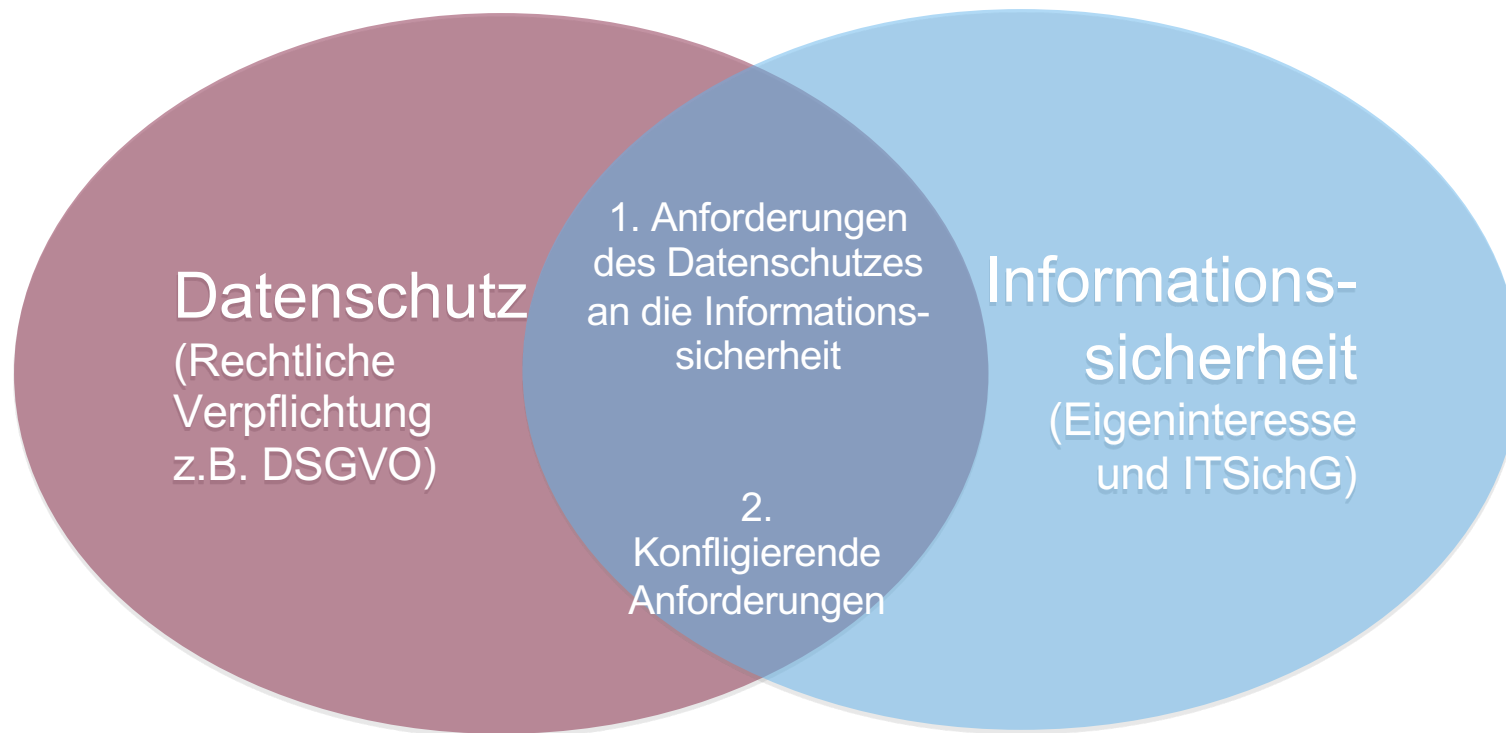 Datenschutz
(Rechtliche
Verpflichtung
z.B. DSGVO)
1. Anforderungen
des Datenschutzes
an die Informations-
sicherheit
2.
Konfligierende
Anforderungen
Informations-
sicherheit
(Eigeninteresse
und ITSichG)